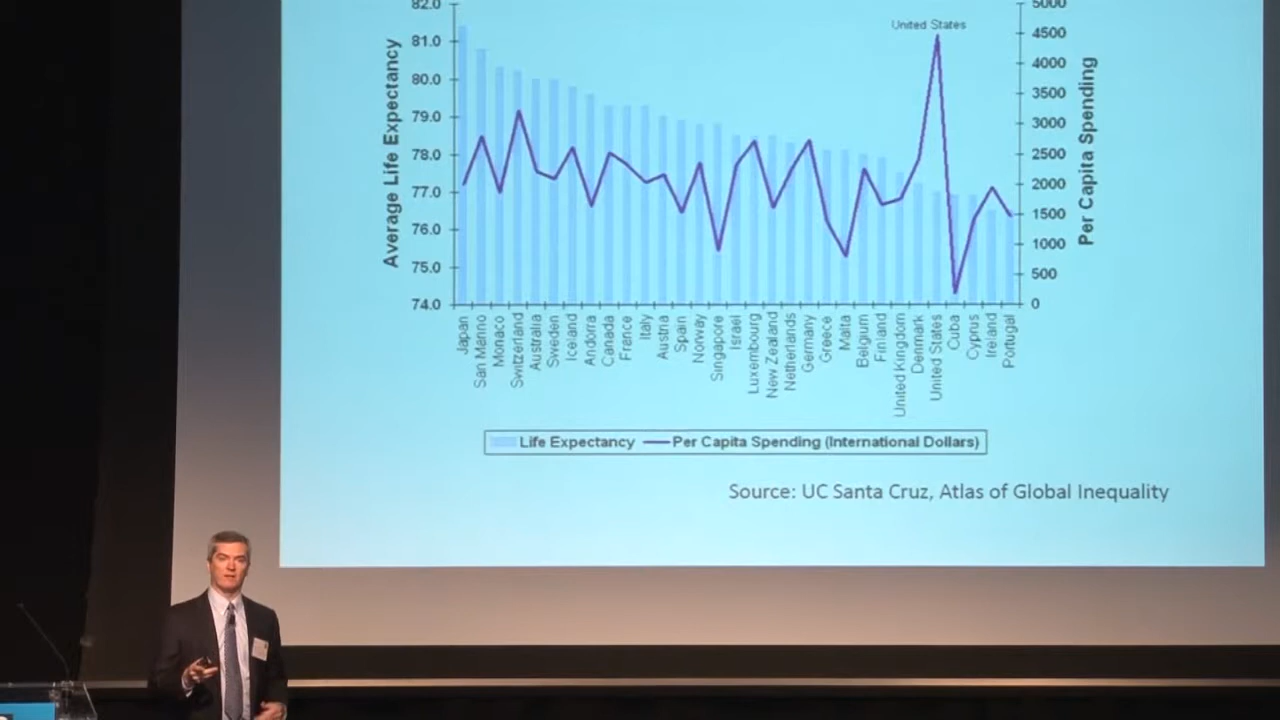 82.0
81.0
80.0
79.0
78.0
77.0
76.0
75.0
74.0
Average Life Expectancy
United States
5000
4500
4000
3500
3000
2500
2000
1500
1000
500
0
Per Capita Spending
Japan
San Marino
Monaco
Switzerland
Australia
Sweden
Iceland
Andorra
Canada
France
Italy
Austria
Spain
Norway
Singapore
Israel
Luxembourg
New Zealand
Netherlands
Germany
Greece
Malta
Belgium
Finland
United Kingdom
Denmark
United States
Cuba
Cyprus
Ireland
Portugal
Life Expectancy Per Capita Spending (International Dollars)
Source: UC Santa Cruz, Atlas of Global Inequality